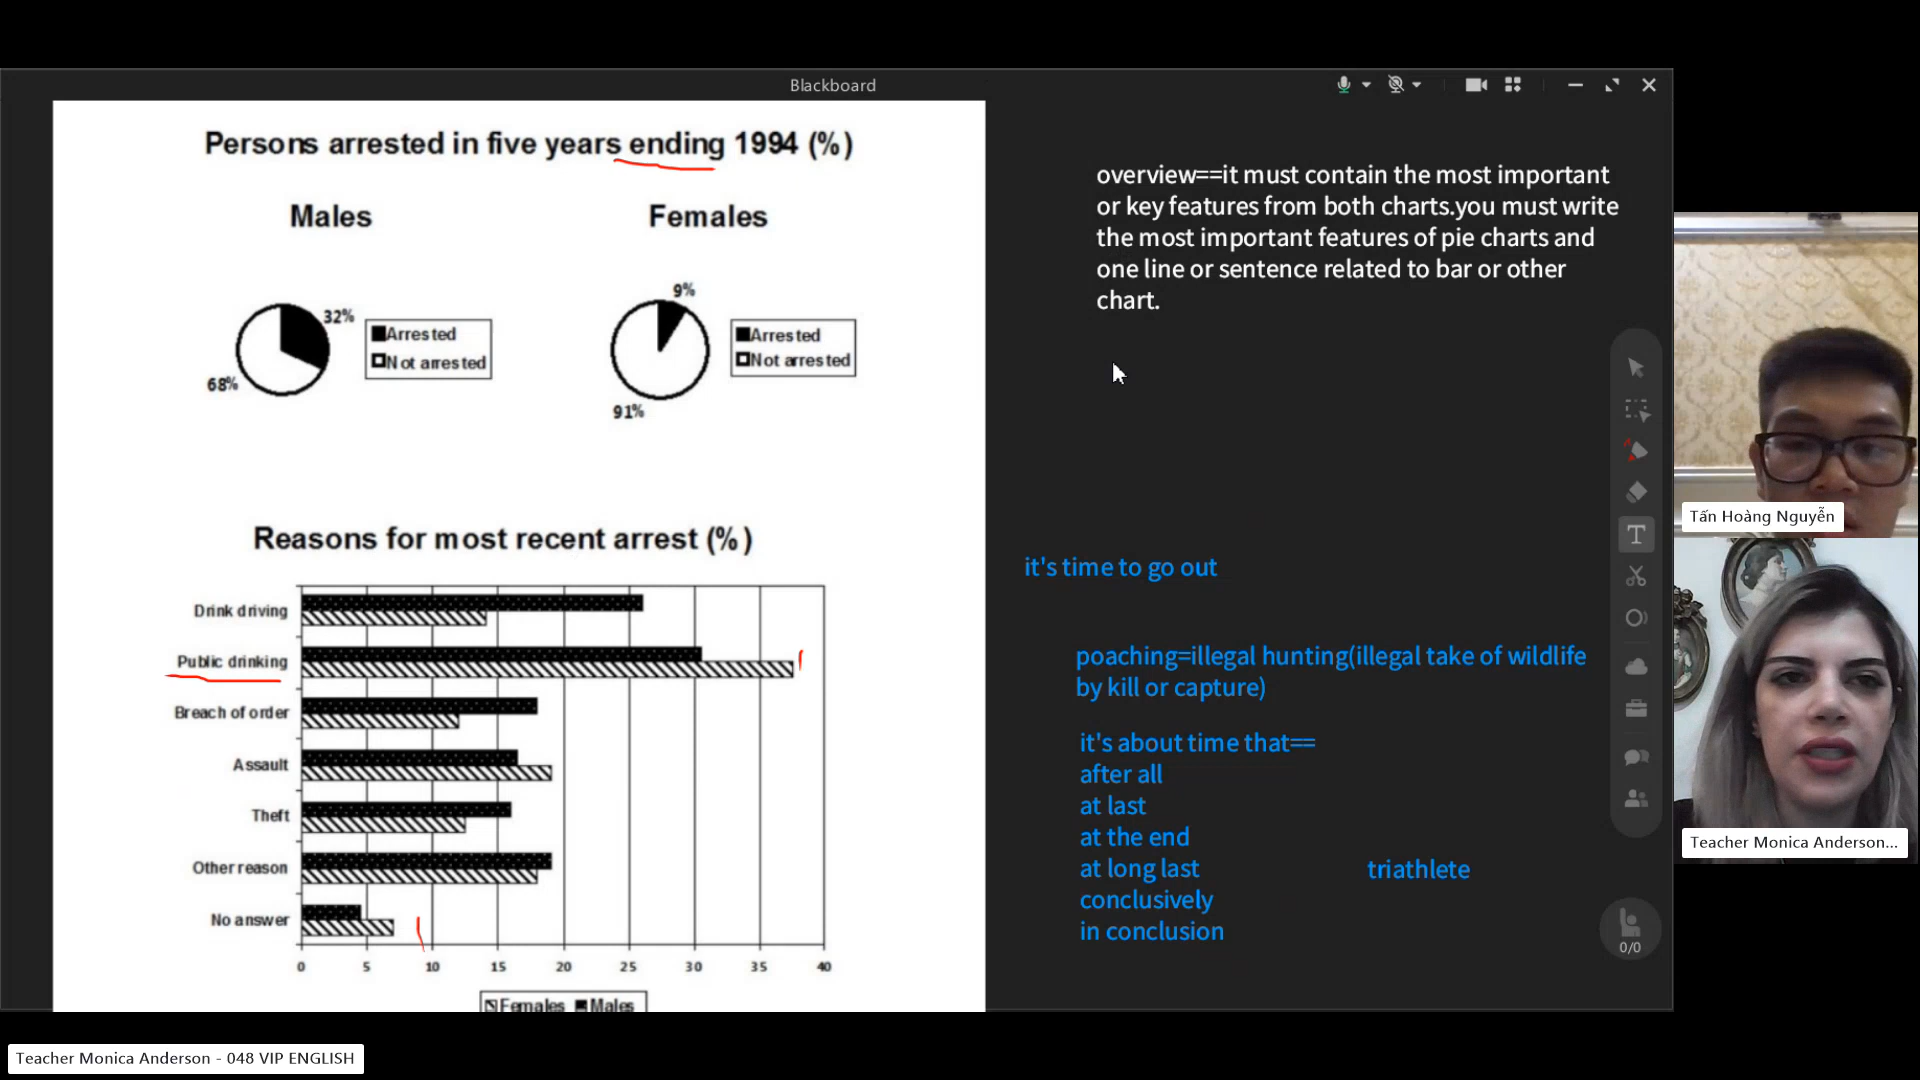 Blackboard
Persons arrested in five years ending 1994 (%)
Males
Females
32%
68%
Arrested
Not arrested
9%
91%
Arrested
Not arrested
Reasons for most recent arrest (%)
Drink driving
Public drinking
Breach of order
Assault
Theft
Other reason
No answer
0 5 10 15 20 25 30 35 40
Females Males
overview==it must contain the most important
or key features from both charts.you must write
the most important features of pie charts and
one line or sentence related to bar or other
chart.
it's time to go out
poaching=illegal hunting(illegal take of wildlife
by kill or capture)
it's about time that==
after all
at last
at the end
at long last
conclusively
in conclusion
triathlete
T
0/0
Tấn Hoàng Nguyễn
Teacher Monica Anderson...
Teacher Monica Anderson - 048 VIP ENGLISH